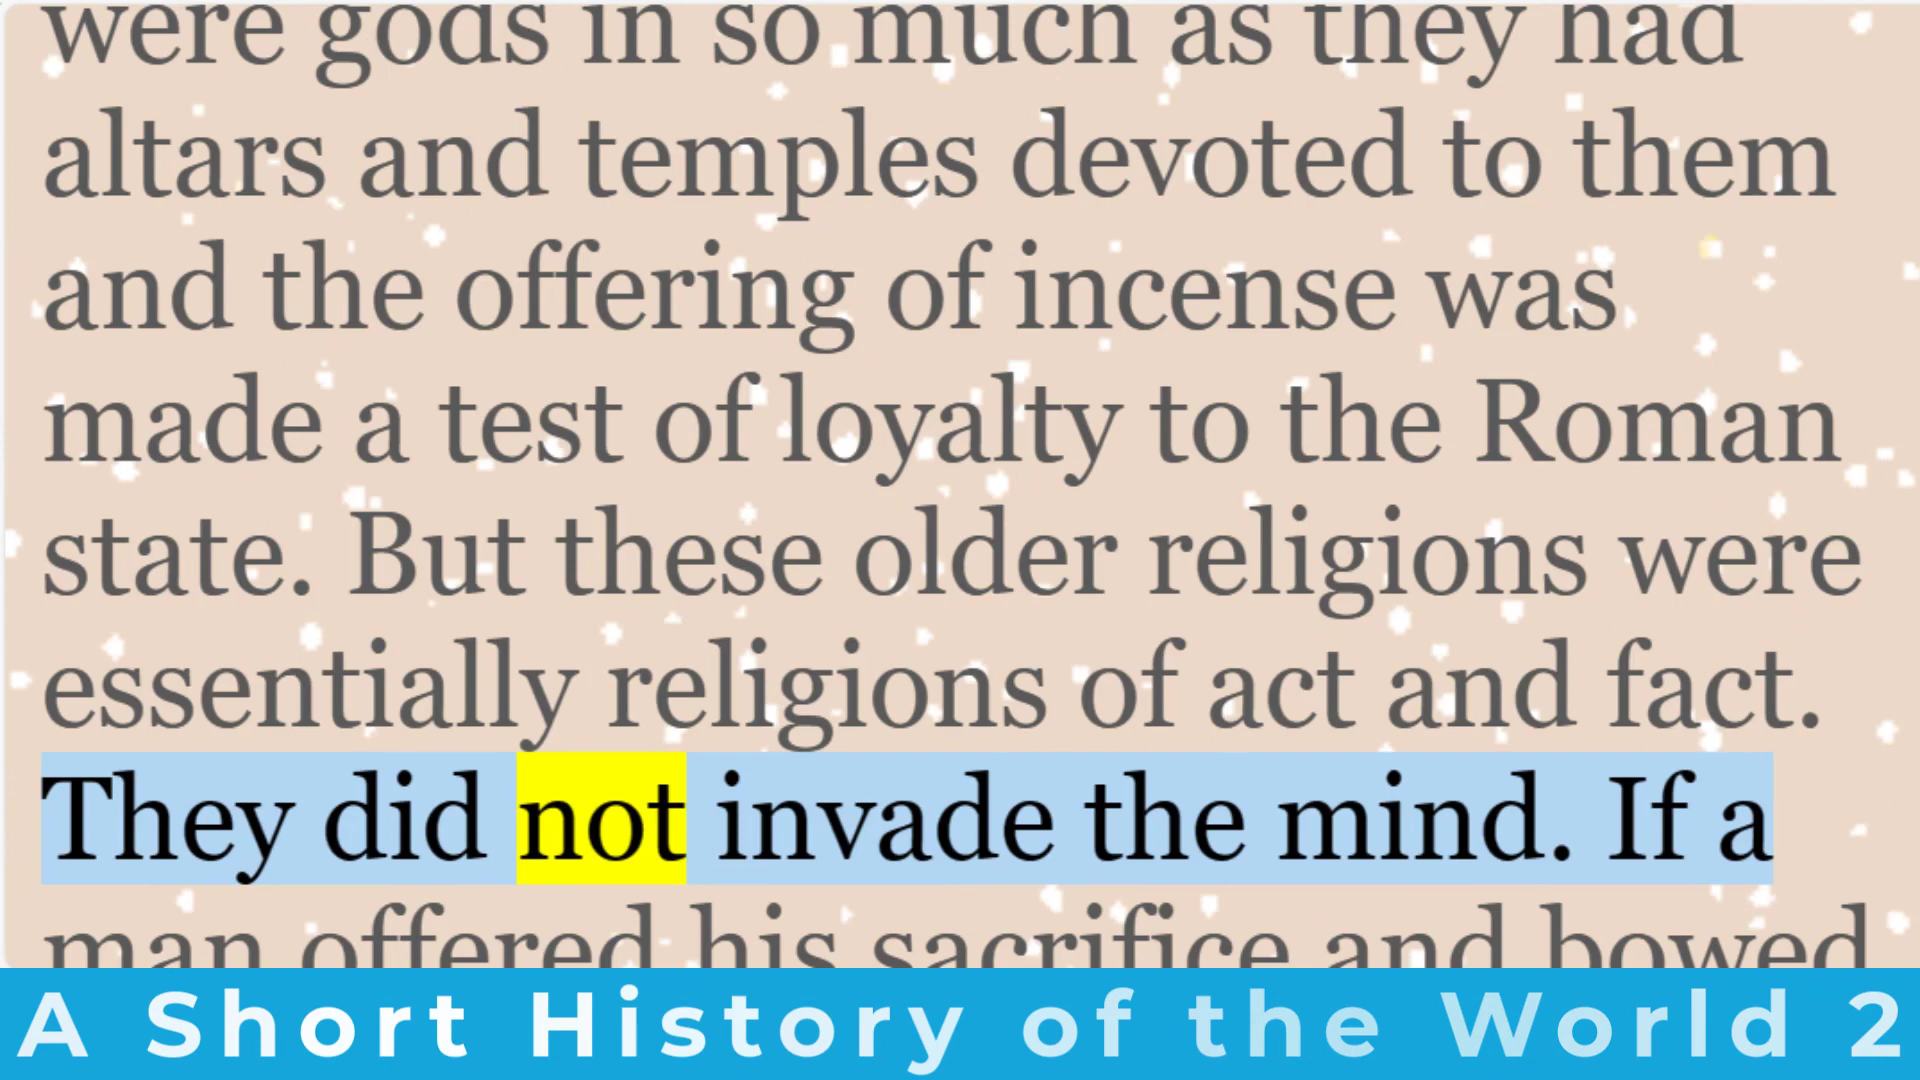 were gods in so much as they had
altars and temples devoted to them
and the offering of incense was
made a test of loyalty to the Roman
state. But these older religions were
essentially religions of act and fact.
They did not invade the mind. If a
man offered his sacrifice and bowed
A Short History of the World 2